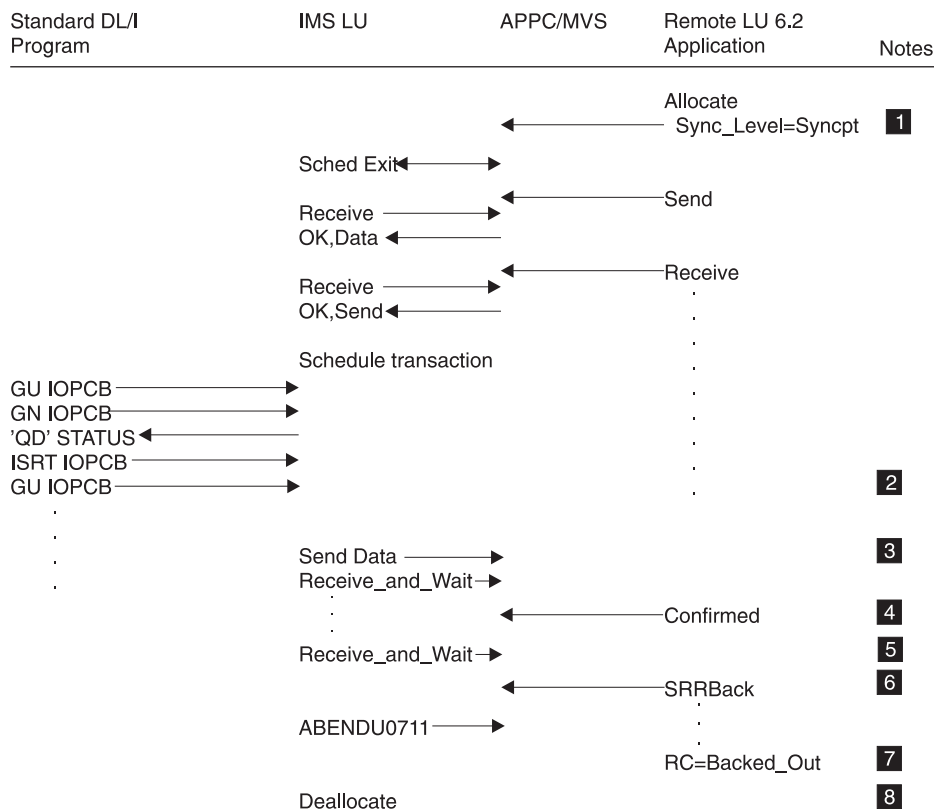 Standard DL/I Program IMS LU APPC/MVS Remote LU 6.2 Application Notes
Allocate
Sync_Level=Syncpt 1
Sched Exit
Send
Receive
OK,Data
Receive
Receive
OK,Send
Schedule transaction
GU IOPCB
GN IOPCB
'QD' STATUS
ISRT IOPCB
GU IOPCB 2
Send Data 3
Receive_and_Wait
Confirmed 4
Receive_and_Wait 5
SRRBack 6
ABENDU0711
RC=Backed_Out 7
Deallocate 8